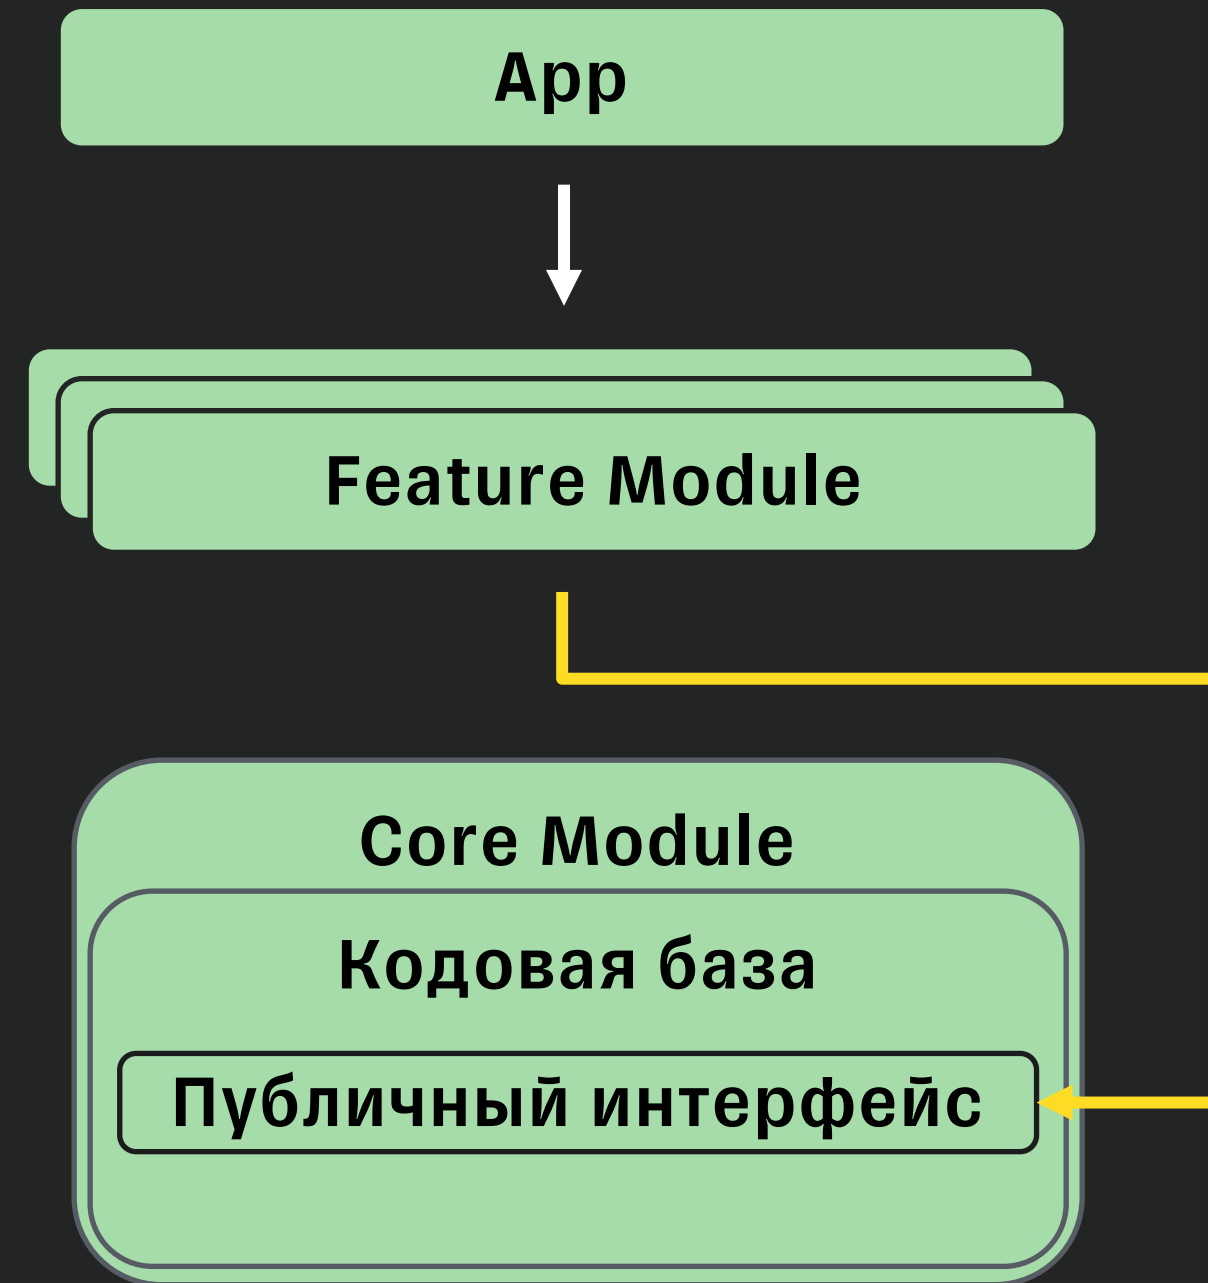 App
Feature Module
Core Module
Кодовая база
Публичный интерфейс